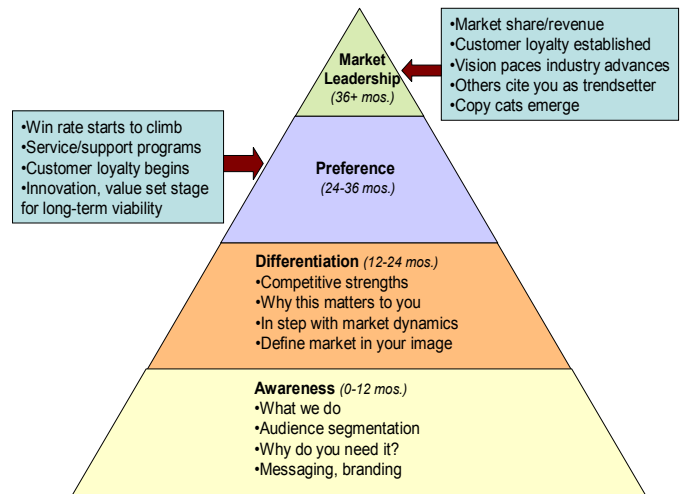 Market
Leadership
(36+ mos.)
•Market share/revenue
•Customer loyalty established
•Vision paces industry advances
•Others cite you as trendsetter
•Copy cats emerge
•Win rate starts to climb
•Service/support programs
•Customer loyalty begins
•Innovation, value set stage
for long-term viability
Preference
(24-36 mos.)
Differentiation (12-24 mos.)
•Competitive strengths
•Why this matters to you
•In step with market dynamics
•Define market in your image
Awareness (0-12 mos.)
•What we do
•Audience segmentation
•Why do you need it?
•Messaging, branding